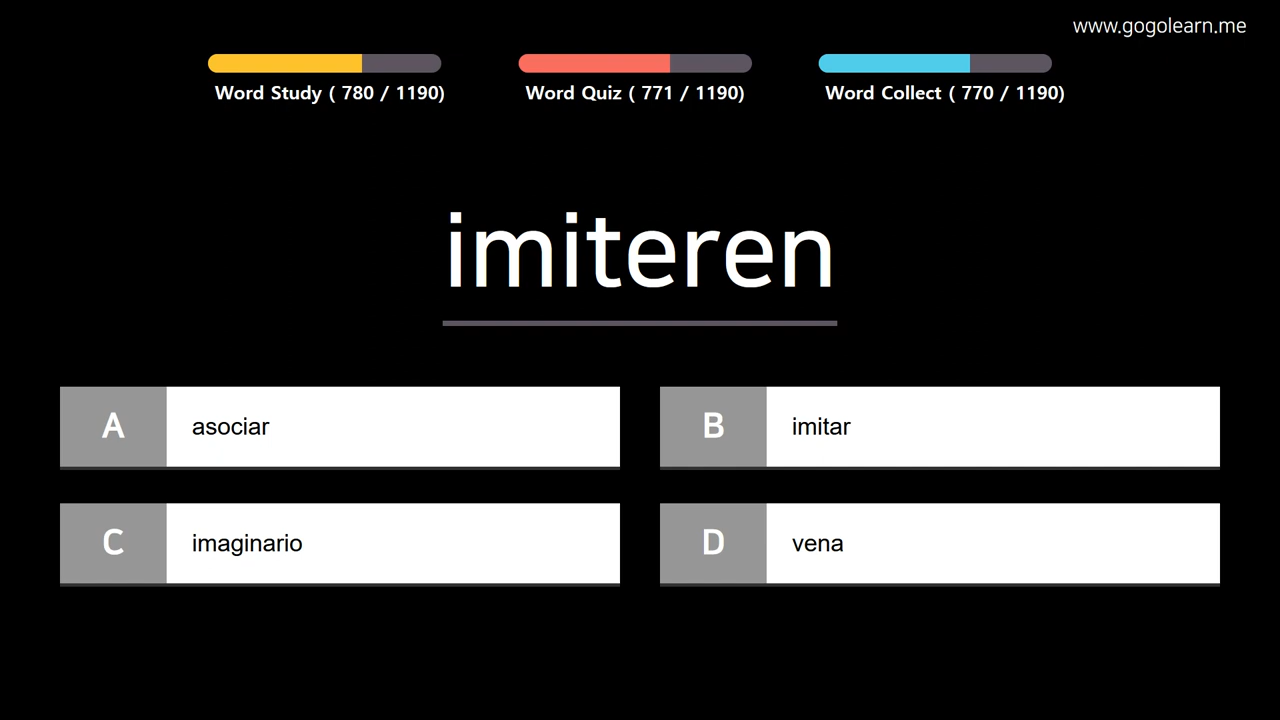 www.gogolearn.me
Word Study ( 780 / 1190)
Word Quiz ( 771 / 1190)
Word Collect ( 770 / 1190)
imiteren
A asociar
B imitar
C imaginario
D vena